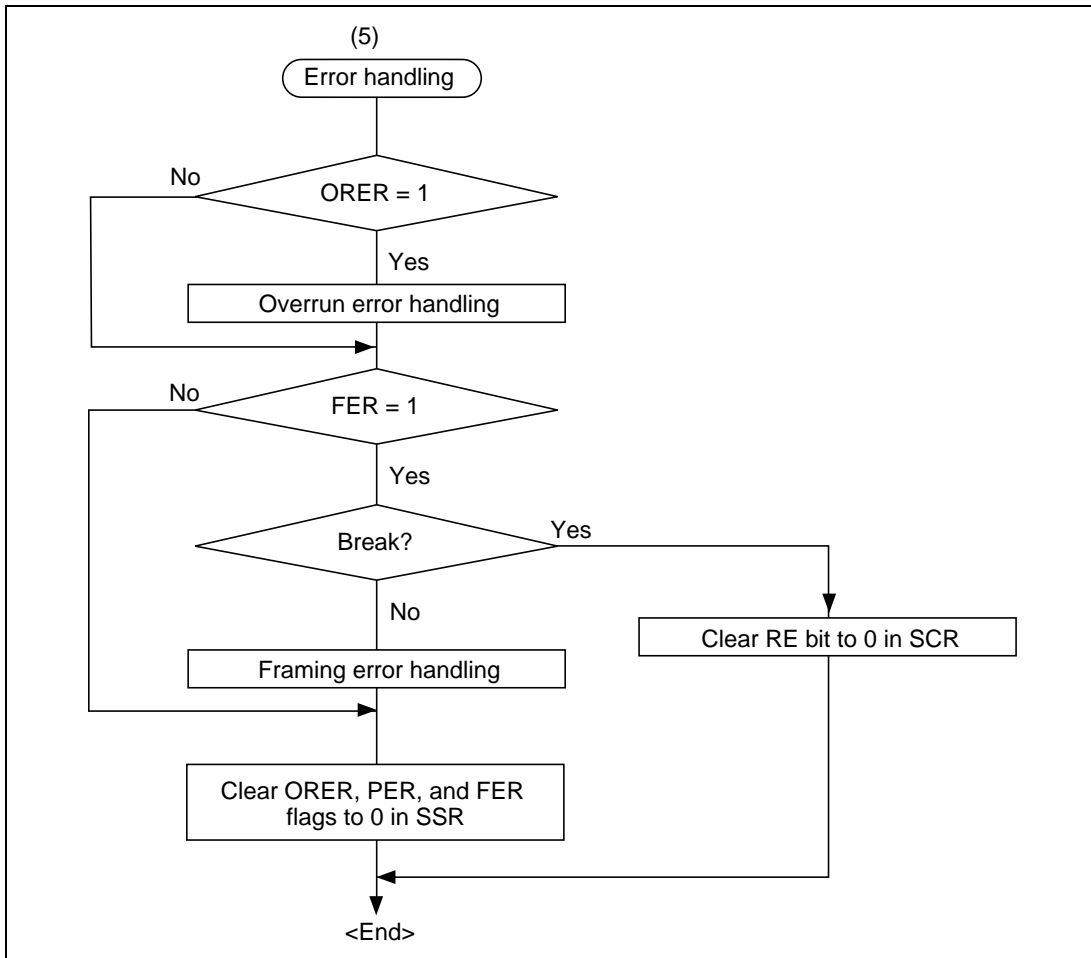 (5)
Error handling
No
ORER = 1
Yes
Overrun error handling
No
FER = 1
Yes
Break?
Yes
No
Clear RE bit to 0 in SCR
Framing error handling
Clear ORER, PER, and FER
flags to 0 in SSR
<End>